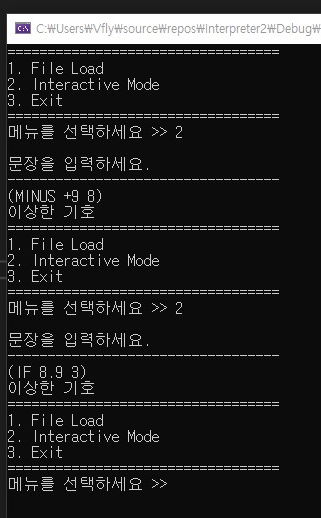 C:₩Users₩Vfly₩source₩repos₩Interpreter2₩Debug₩
==================================
1. File Load
2. Interactive Mode
3. Exit
==================================
메뉴를 선택하세요 >> 2
문장을 입력하세요.
----------------------------------
(MINUS +9 8)
이상한 기호
==================================
1. File Load
2. Interactive Mode
3. Exit
==================================
메뉴를 선택하세요 >> 2
문장을 입력하세요.
----------------------------------
(IF 8.9 3)
이상한 기호
==================================
1. File Load
2. Interactive Mode
3. Exit
==================================
메뉴를 선택하세요 >>